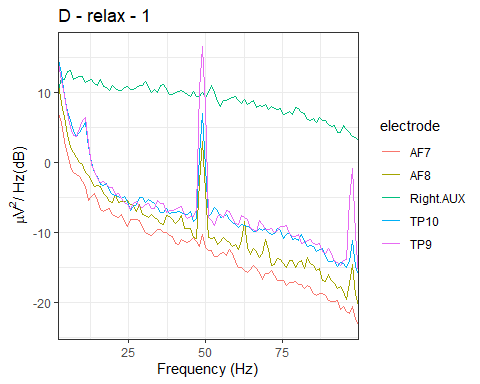 D - relax - 1
μV²/ Hz(dB)
10
0
-10
-20
25
50
75
Frequency (Hz)
electrode
AF7
AF8
Right.AUX
TP10
TP9